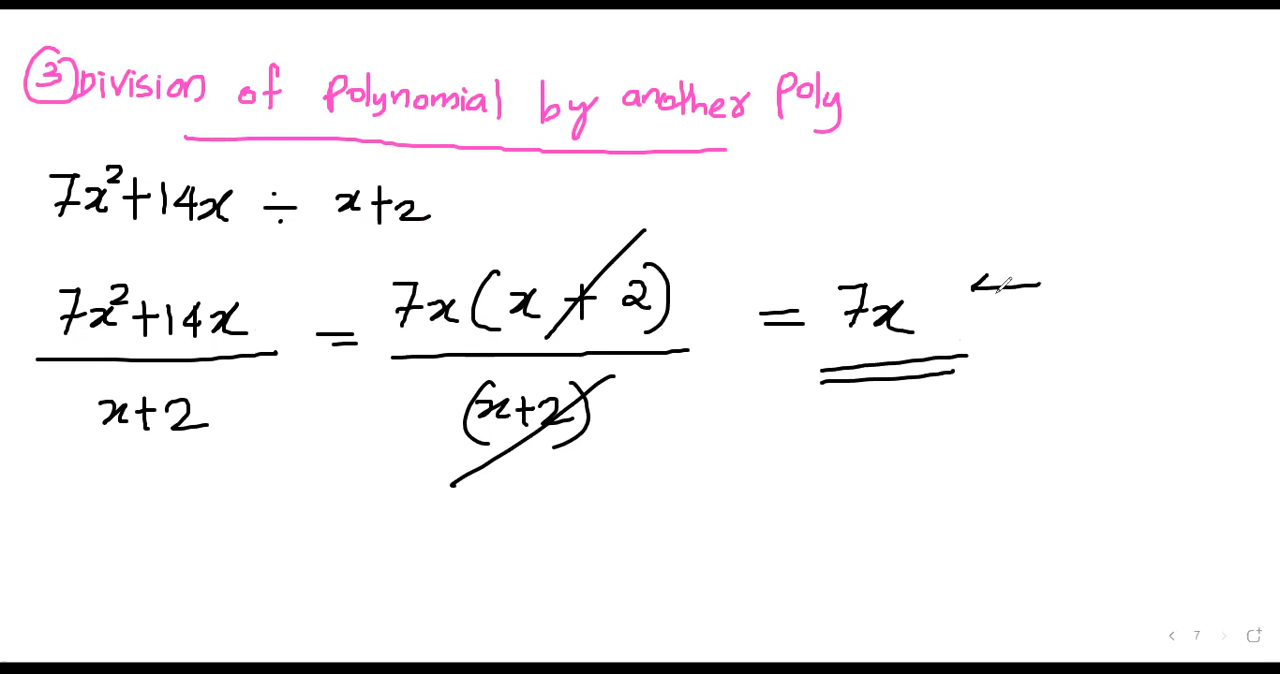 ③ Division of Polynomial by another Poly
7x²+14x ÷ x+2
7x²+14x / x+2 = 7x(x+2) / (x+2) = 7x ←
< 7 >